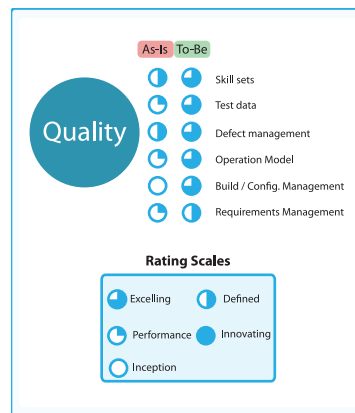 As-Is To-Be
Quality
Skill sets
Test data
Defect management
Operation Model
Build / Config. Management
Requirements Management
Rating Scales
Excelling Defined
Performance Innovating
Inception